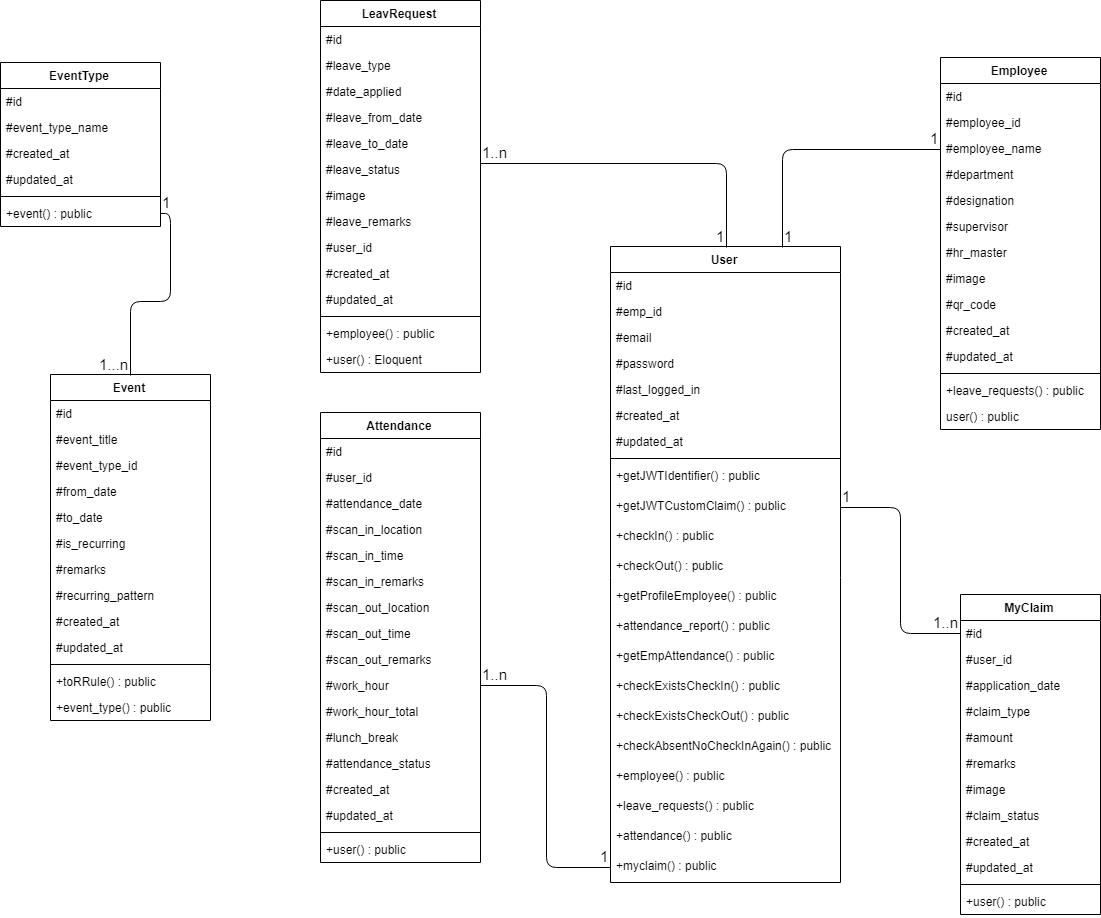 EventType
#id
#event_type_name
#created_at
#updated_at
+event() : public
1
1...n
Event
#id
#event_title
#event_type_id
#from_date
#to_date
#is_recurring
#remarks
#recurring_pattern
#created_at
#updated_at
+toRRule() : public
+event_type() : public
LeavRequest
#id
#leave_type
#date_applied
#leave_from_date
#leave_to_date
#leave_status
#image
#leave_remarks
#user_id
#created_at
#updated_at
+employee() : public
+user() : Eloquent
1..n
1
Attendance
#id
#user_id
#attendance_date
#scan_in_location
#scan_in_time
#scan_in_remarks
#scan_out_location
#scan_out_time
#scan_out_remarks
#work_hour
#work_hour_total
#lunch_break
#attendance_status
#created_at
#updated_at
+user() : public
1..n
1
User
#id
#emp_id
#email
#password
#last_logged_in
#created_at
#updated_at
+getJWTIdentifier() : public
+getJWTCustomClaim() : public
+checkIn() : public
+checkOut() : public
+getProfileEmployee() : public
+attendance_report() : public
+getEmpAttendance() : public
+checkExistsCheckIn() : public
+checkExistsCheckOut() : public
+checkAbsentNoCheckInAgain() : public
+employee() : public
+leave_requests() : public
+attendance() : public
+myclaim() : public
1
1
Employee
#id
#employee_id
#employee_name
#department
#designation
#supervisor
#hr_master
#image
#qr_code
#created_at
#updated_at
+leave_requests() : public
user() : public
1
1..n
MyClaim
#id
#user_id
#application_date
#claim_type
#amount
#remarks
#image
#claim_status
#created_at
#updated_at
+user() : public